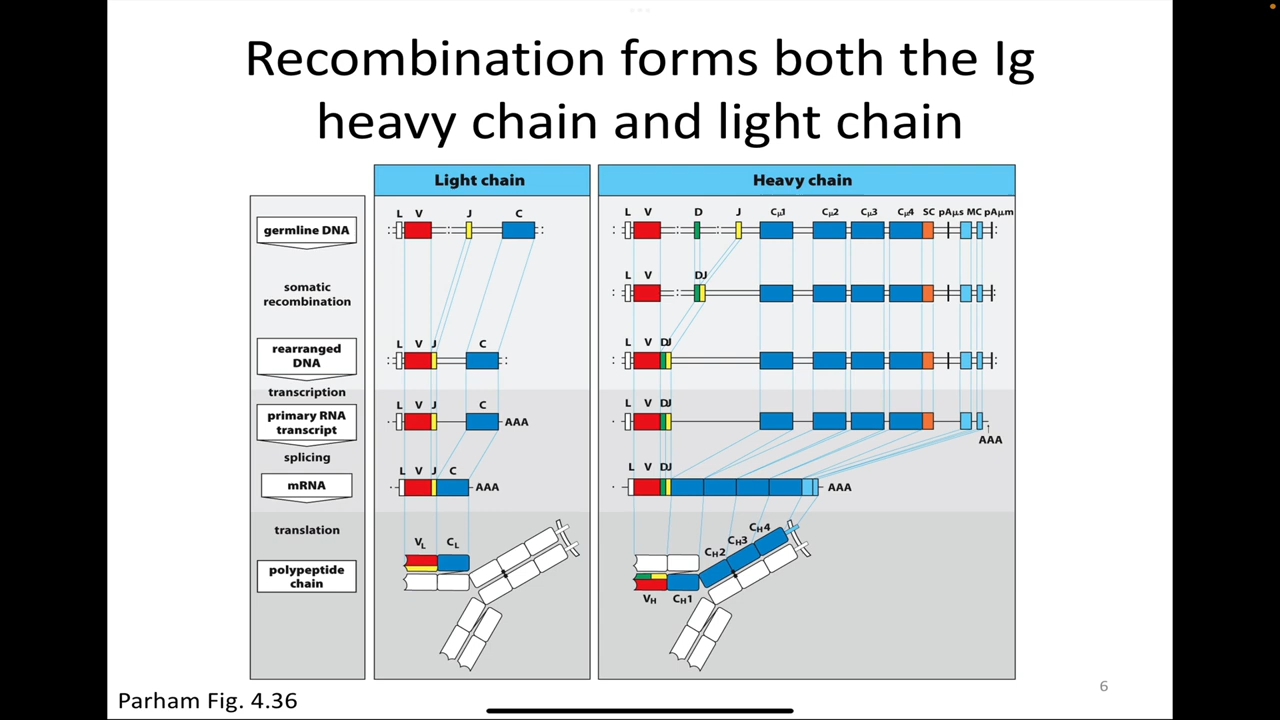 Recombination forms both the Ig
heavy chain and light chain
Light chain
Heavy chain
germline DNA
L V J C
L V D J Cμ1 Cμ2 Cμ3 Cμ4 SC pAμs MC pAμm
somatic
recombination
L V DJ
rearranged
DNA
L V J C
L V DJ
transcription
primary RNA
transcript
L V J C
AAA
L V DJ
AAA
splicing
mRNA
L V J C
AAA
L V DJ
AAA
translation
polypeptide
chain
VL CL
VH CH1 CH2 CH3 CH4
Parham Fig. 4.36
6